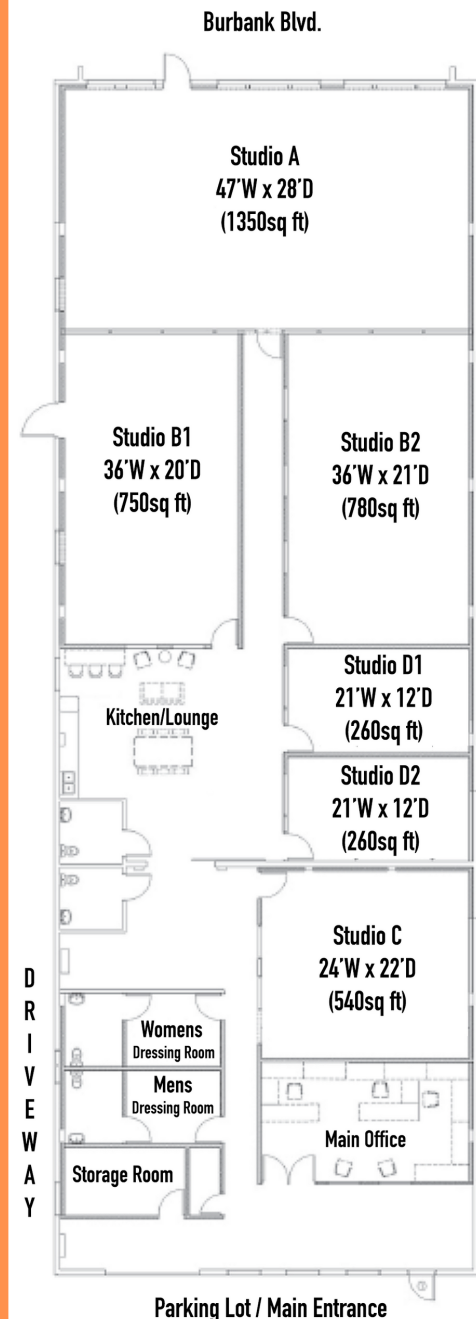 Burbank Blvd.
Studio A
47'W x 28'D
(1350sq ft)
Studio B1
36'W x 20'D
(750sq ft)
Studio B2
36'W x 21'D
(780sq ft)
Studio D1
21'W x 12'D
(260sq ft)
Kitchen/Lounge
Studio D2
21'W x 12'D
(260sq ft)
Studio C
24'W x 22'D
(540sq ft)
DRIVEWAY
Womens
Dressing Room
Mens
Dressing Room
Main Office
Storage Room
Parking Lot / Main Entrance